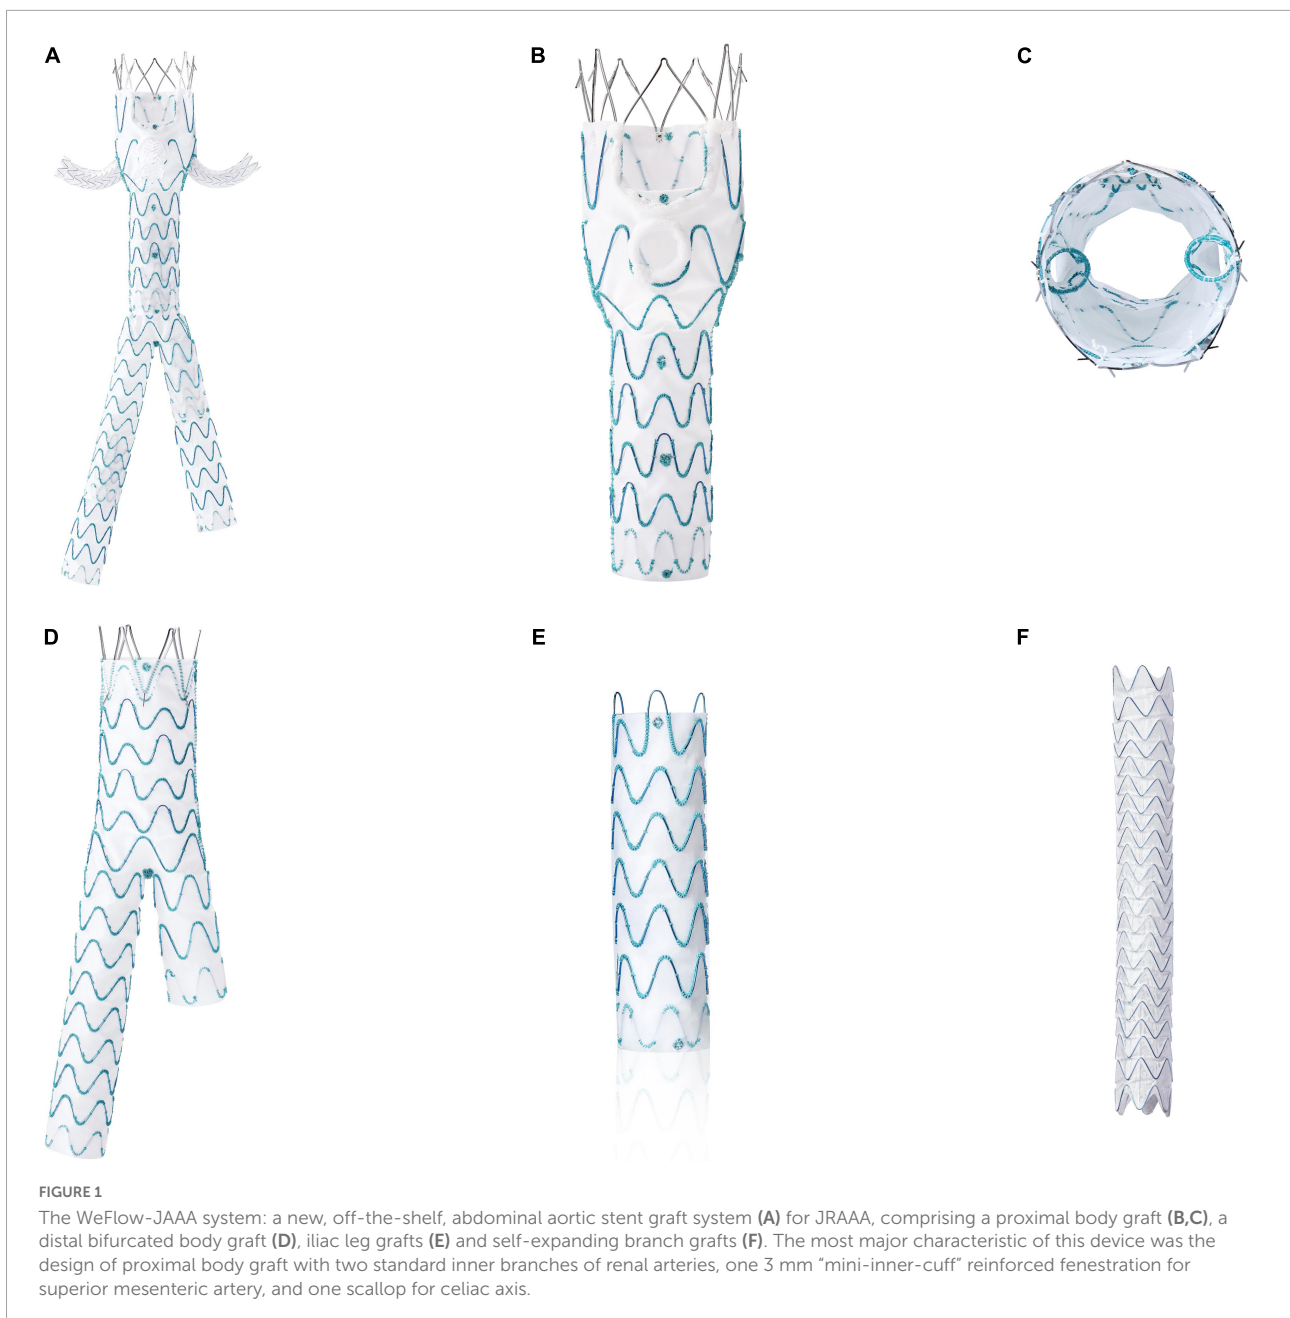 A
B
C
D
E
F
FIGURE 1
The WeFlow-JAAA system: a new, off-the-shelf, abdominal aortic stent graft system (A) for JRAAA, comprising a proximal body graft (B,C), a
distal bifurcated body graft (D), iliac leg grafts (E) and self-expanding branch grafts (F). The most major characteristic of this device was the
design of proximal body graft with two standard inner branches of renal arteries, one 3 mm “mini-inner-cuff” reinforced fenestration for
superior mesenteric artery, and one scallop for celiac axis.